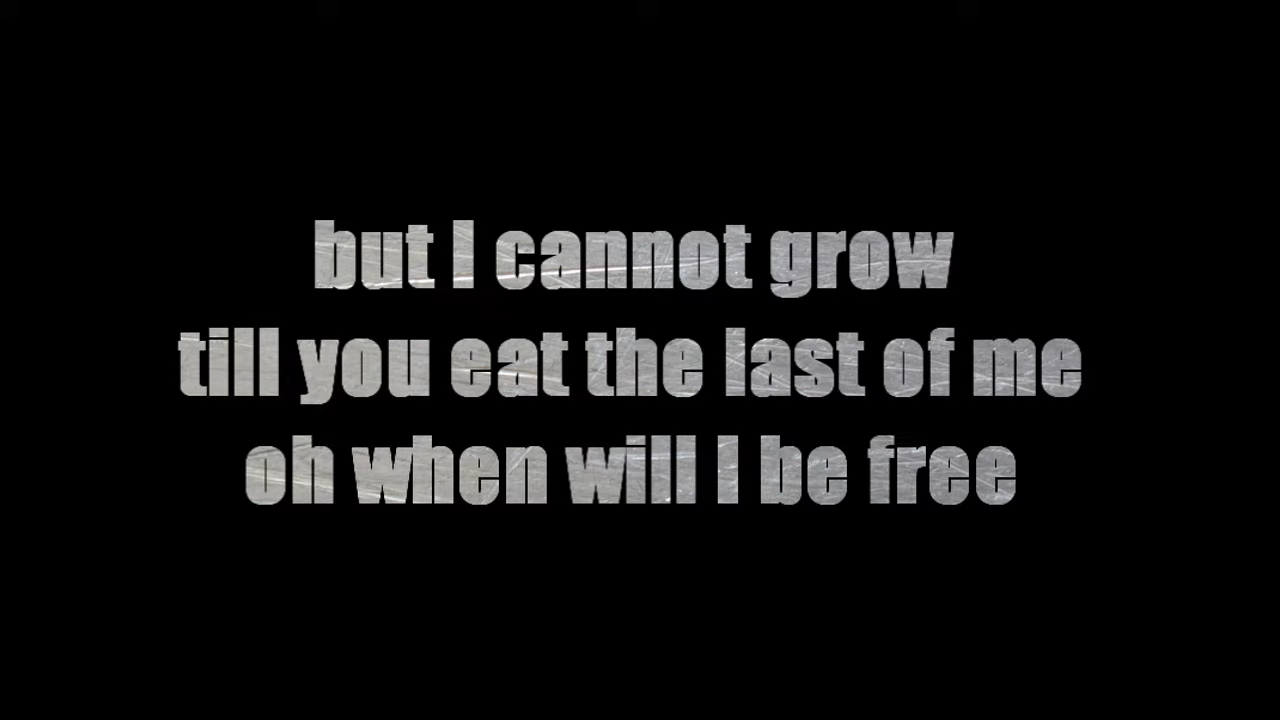 but I cannot grow
till you eat the last of me
oh when will I be free